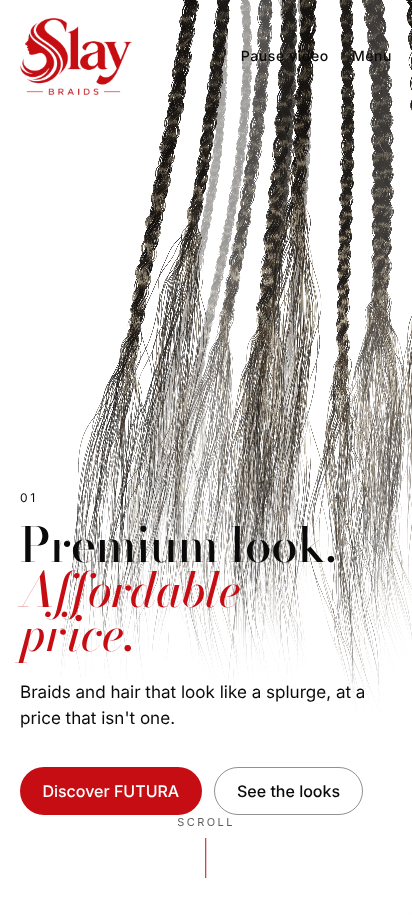 Slay
BRAIDS
Pause video
Menu
01
Premium look.
Affordable
price.
Braids and hair that look like a splurge, at a
price that isn't one.
Discover FUTURA
See the looks
SCROLL